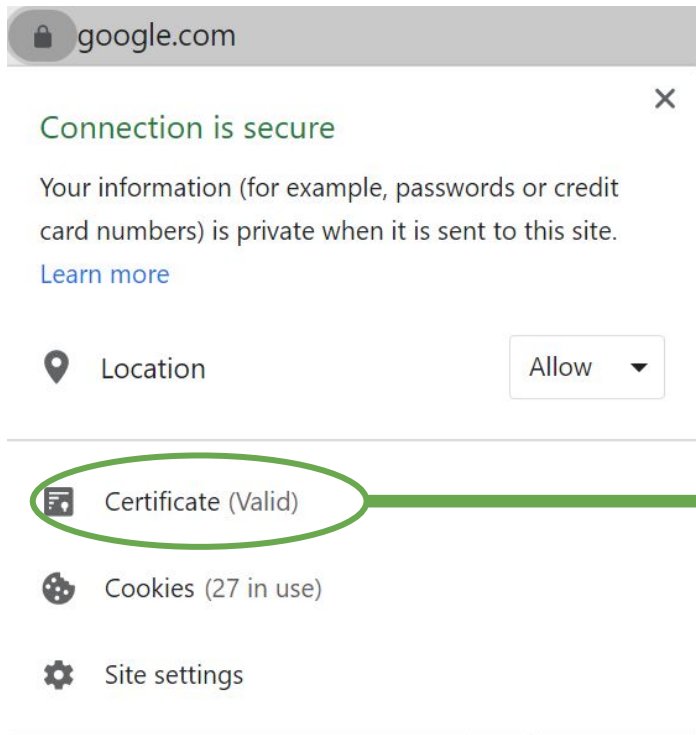 google.com
Connection is secure
Your information (for example, passwords or credit
card numbers) is private when it is sent to this site.
Learn more
Location Allow
Certificate (Valid)
Cookies (27 in use)
Site settings